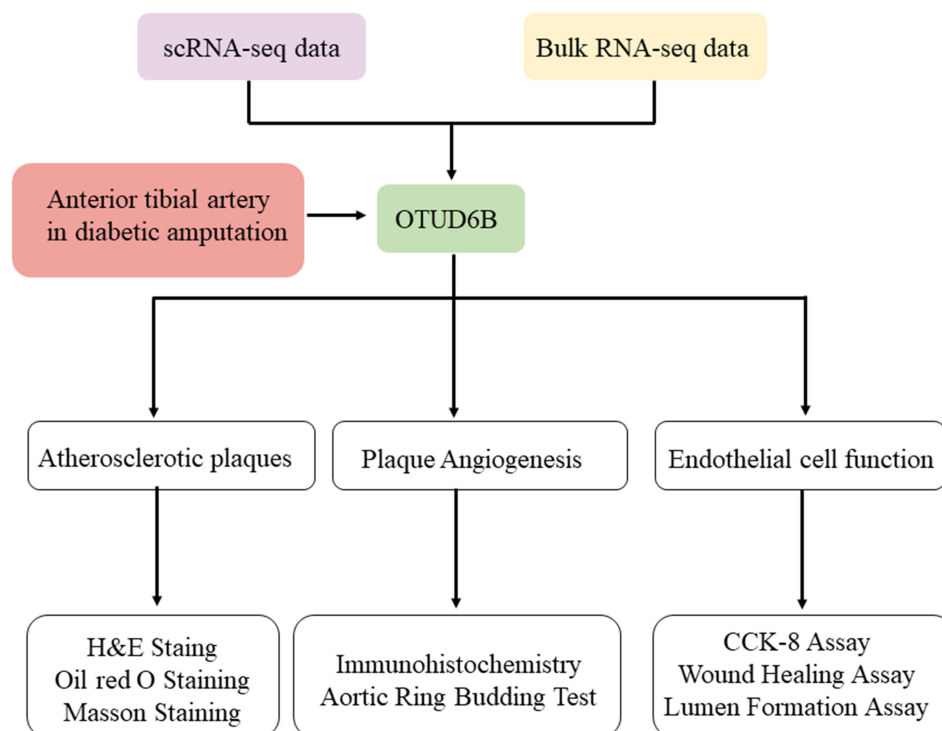 scRNA-seq data
Bulk RNA-seq data
Anterior tibial artery
in diabetic amputation
OTUD6B
Atherosclerotic plaques
Plaque Angiogenesis
Endothelial cell function
H&E Staing
Oil red O Staining
Masson Staining
Immunohistochemistry
Aortic Ring Budding Test
CCK-8 Assay
Wound Healing Assay
Lumen Formation Assay